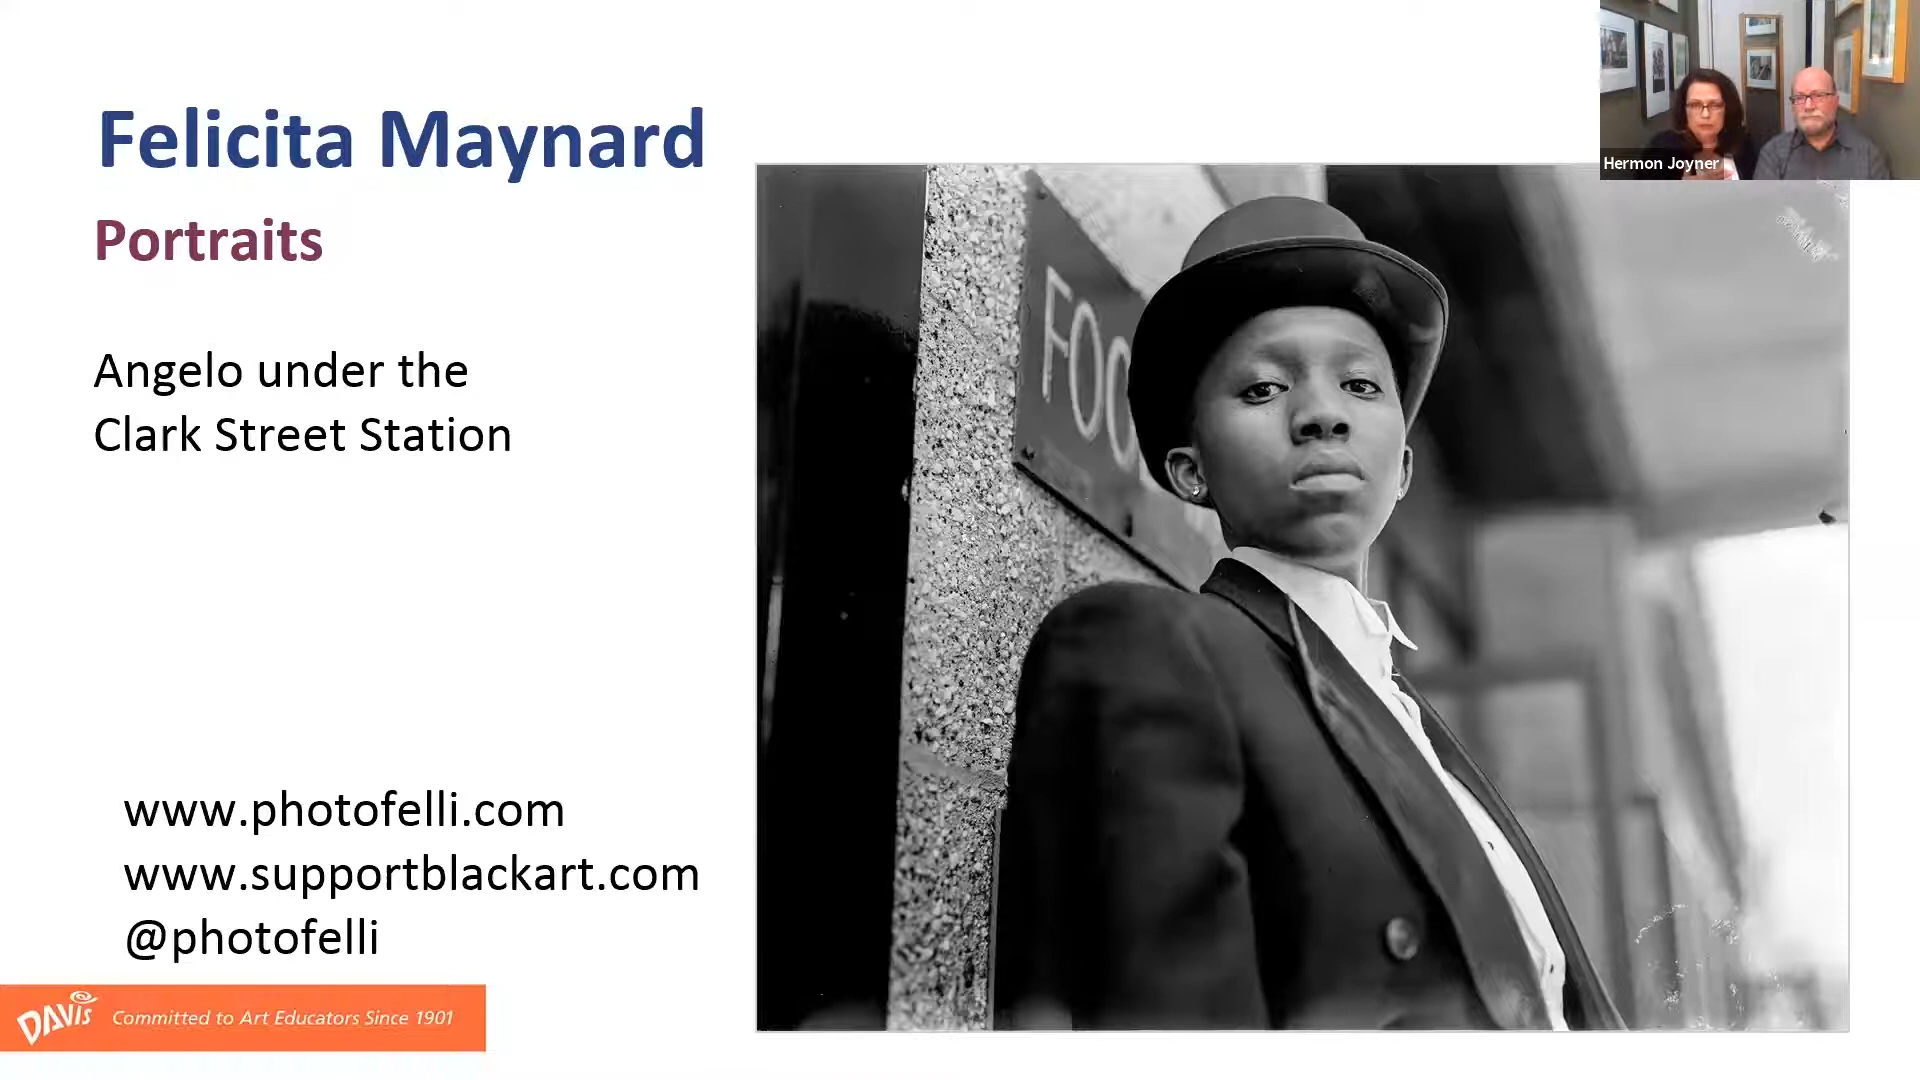 Felicita Maynard
Portraits
Angelo under the
Clark Street Station
www.photofelli.com
www.supportblackart.com
@photofelli
DAVIS
Committed to Art Educators Since 1901
FOO
Hermon Joyner